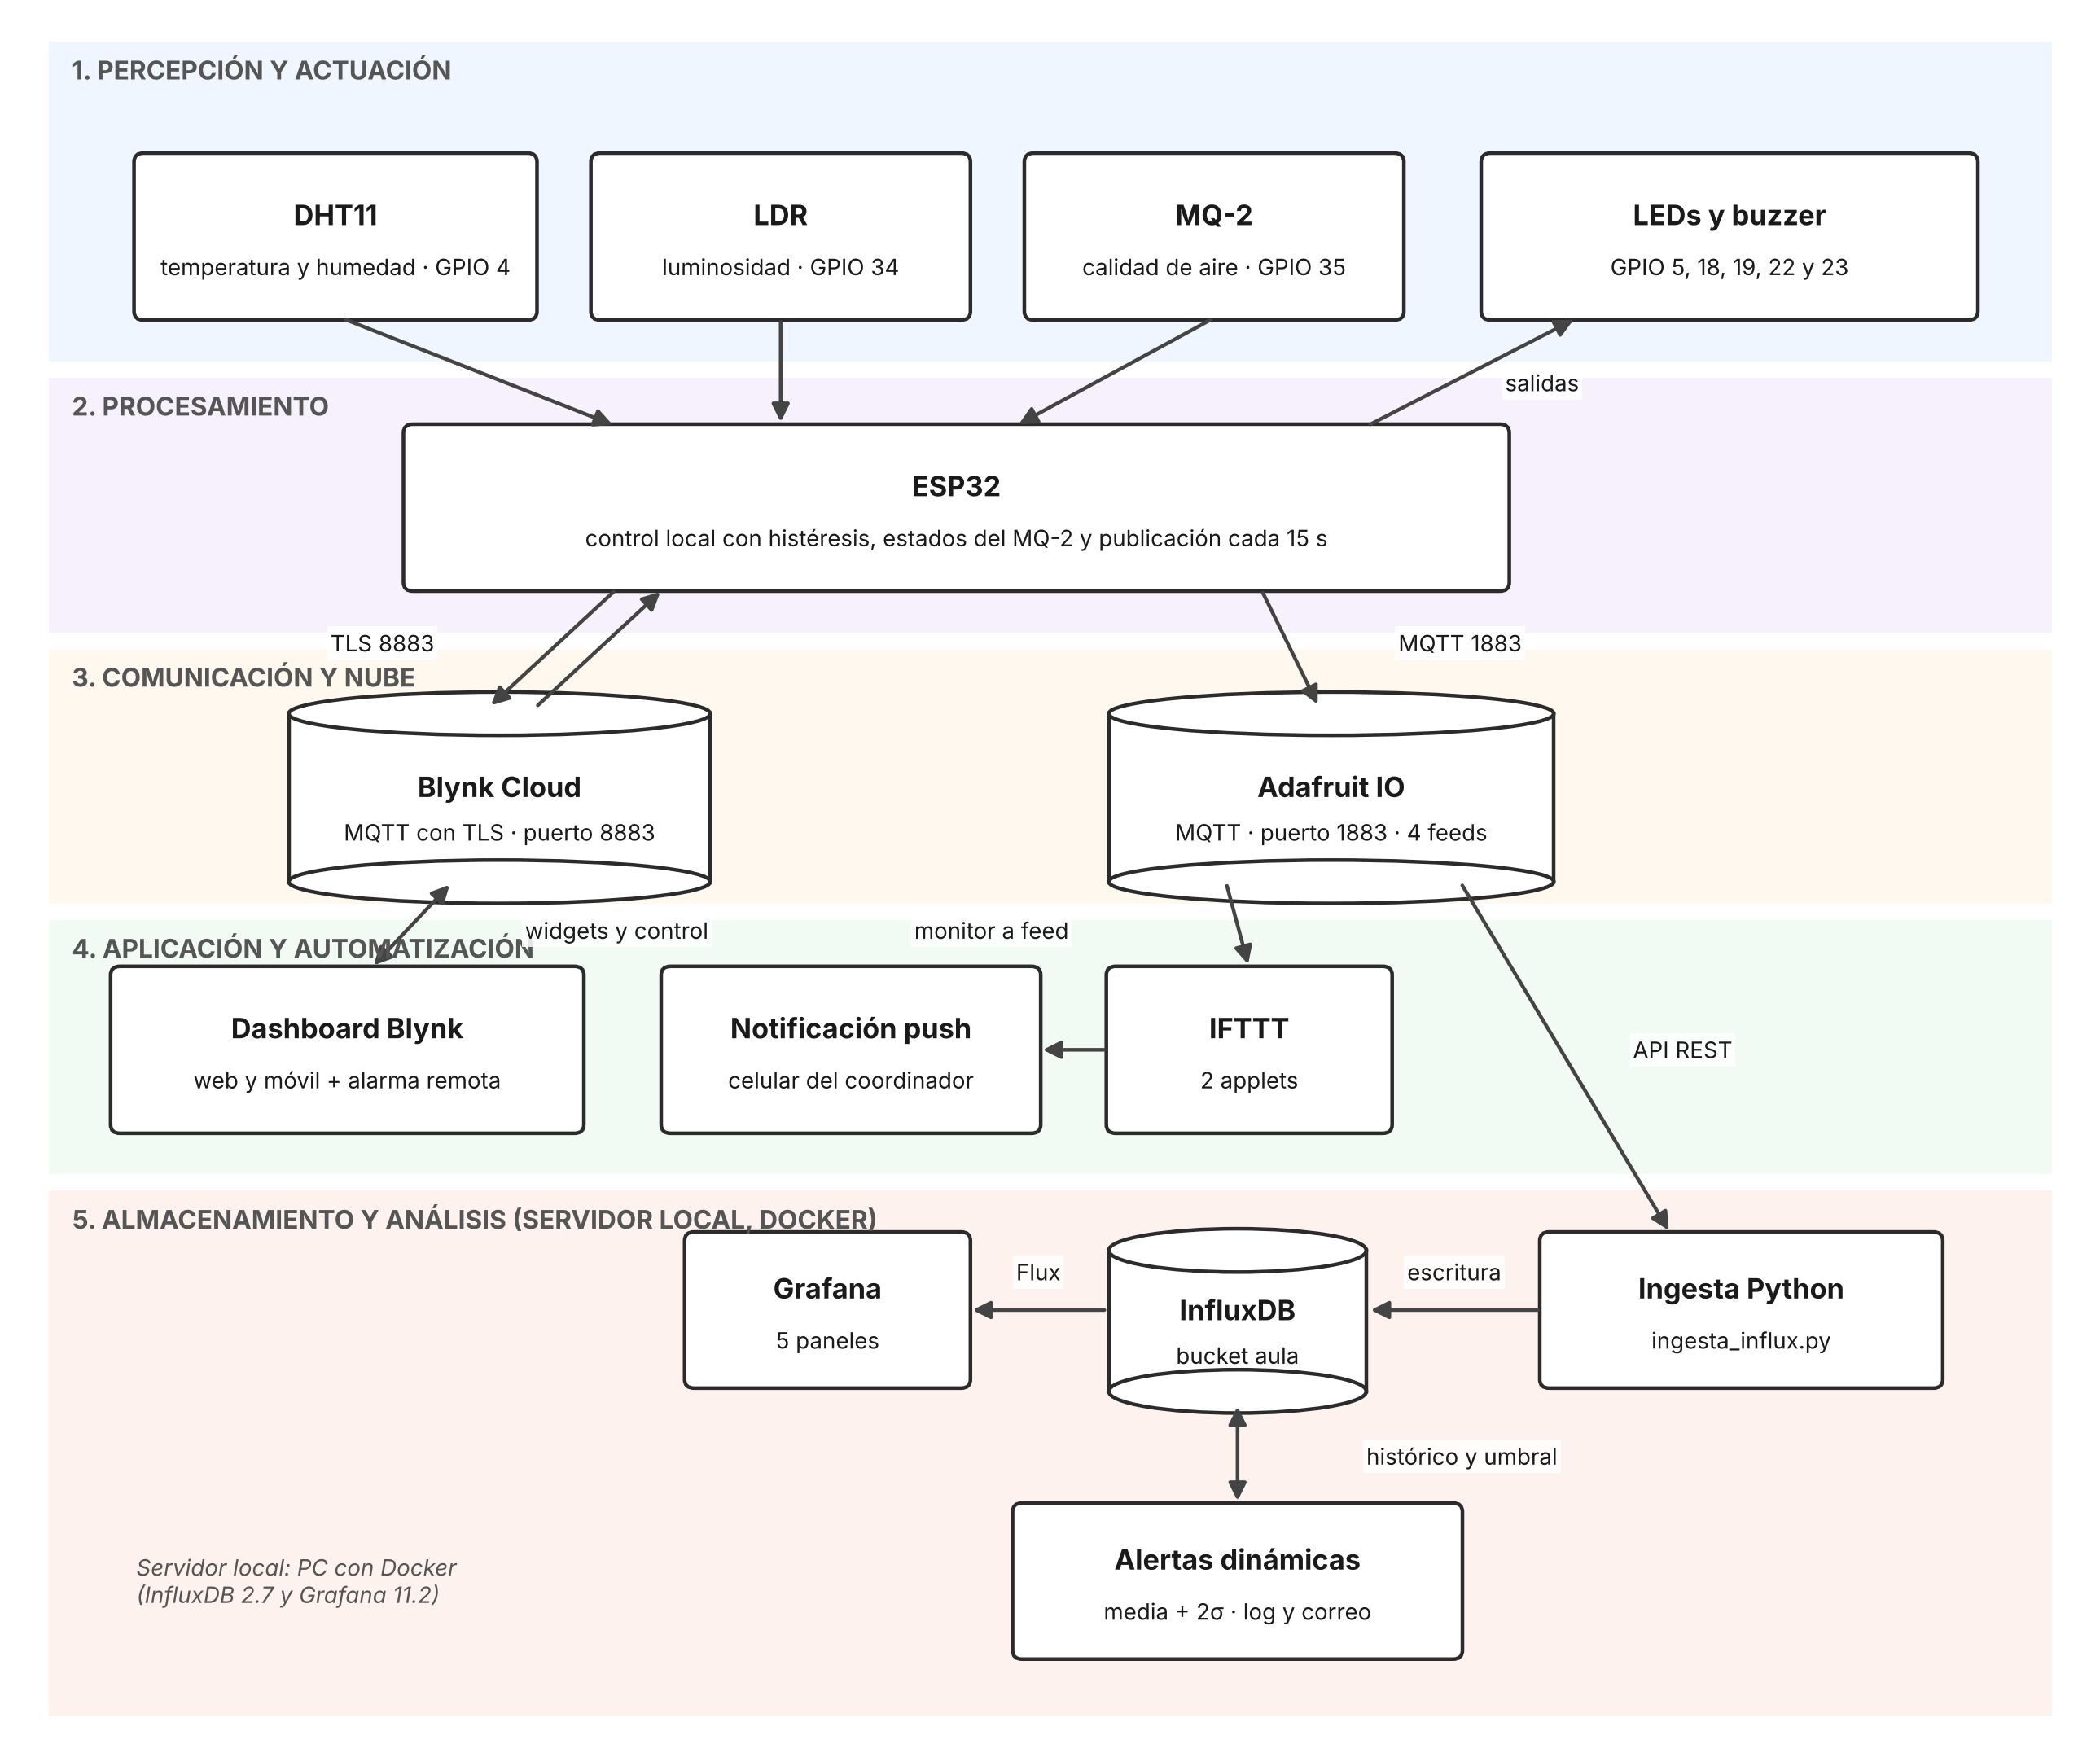 1. PERCEPCIÓN Y ACTUACIÓN
DHT11
temperatura y humedad · GPIO 4
LDR
luminosidad · GPIO 34
MQ-2
calidad de aire · GPIO 35
LEDs y buzzer
GPIO 5, 18, 19, 22 y 23
salidas
2. PROCESAMIENTO
ESP32
control local con histéresis, estados del MQ-2 y publicación cada 15 s
TLS 8883
MQTT 1883
3. COMUNICACIÓN Y NUBE
Blynk Cloud
MQTT con TLS · puerto 8883
Adafruit IO
MQTT · puerto 1883 · 4 feeds
widgets y control
monitor a feed
4. APLICACIÓN Y AUTOMATIZACIÓN
Dashboard Blynk
web y móvil + alarma remota
Notificación push
celular del coordinador
IFTTT
2 applets
API REST
5. ALMACENAMIENTO Y ANÁLISIS (SERVIDOR LOCAL, DOCKER)
Grafana
5 paneles
Flux
InfluxDB
bucket aula
escritura
Ingesta Python
ingesta_influx.py
histórico y umbral
Alertas dinámicas
media + 2σ · log y correo
Servidor local: PC con Docker
(InfluxDB 2.7 y Grafana 11.2)